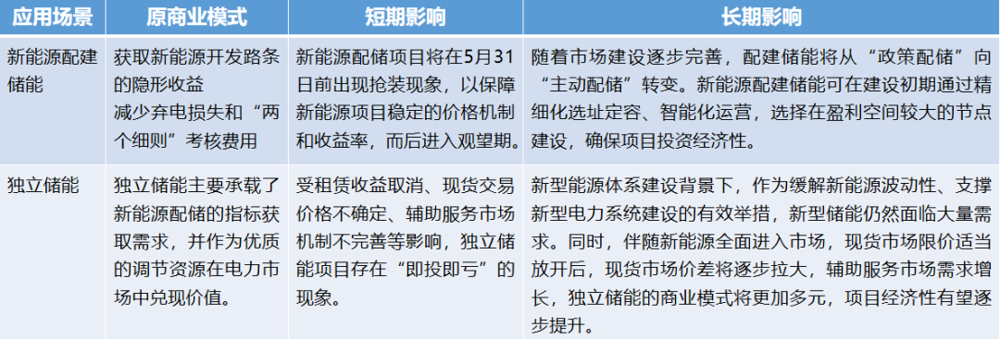 应用场景
原商业模式
短期影响
长期影响
新能源配建
储能
获取新能源开发路条
的隐形收益
减少弃电损失和“两
个细则”考核费用
新能源配储项目将在5月31
日前出现抢装现象，以保障
新能源项目稳定的价格机制
和收益率，而后进入观望期。
随着市场建设逐步完善，配建储能将从“政策配储”向
“主动配储”转变。新能源配建储能可在建设初期通过精
细化选址定容、智能化运营，选择在盈利空间较大的节点
建设，确保项目投资经济性。
独立储能
独立储能主要承载了
新能源配储的指标获
取需求，并作为优质
的调节资源在电力市
场中兑现价值。
受租赁收益取消、现货交易
价格不确定、辅助服务市场
机制不完善等影响，独立储
能项目存在“即投即亏”的
现象。
新型能源体系建设背景下，作为缓解新能源波动性、支撑
新型电力系统建设的有效举措，新型储能仍然面临大量需
求。同时，伴随新能源全面进入市场，现货市场限价适当
放开后，现货市场价差将逐步拉大，辅助服务市场需求增
长，独立储能的商业模式将更加多元，项目经济性有望逐
步提升。